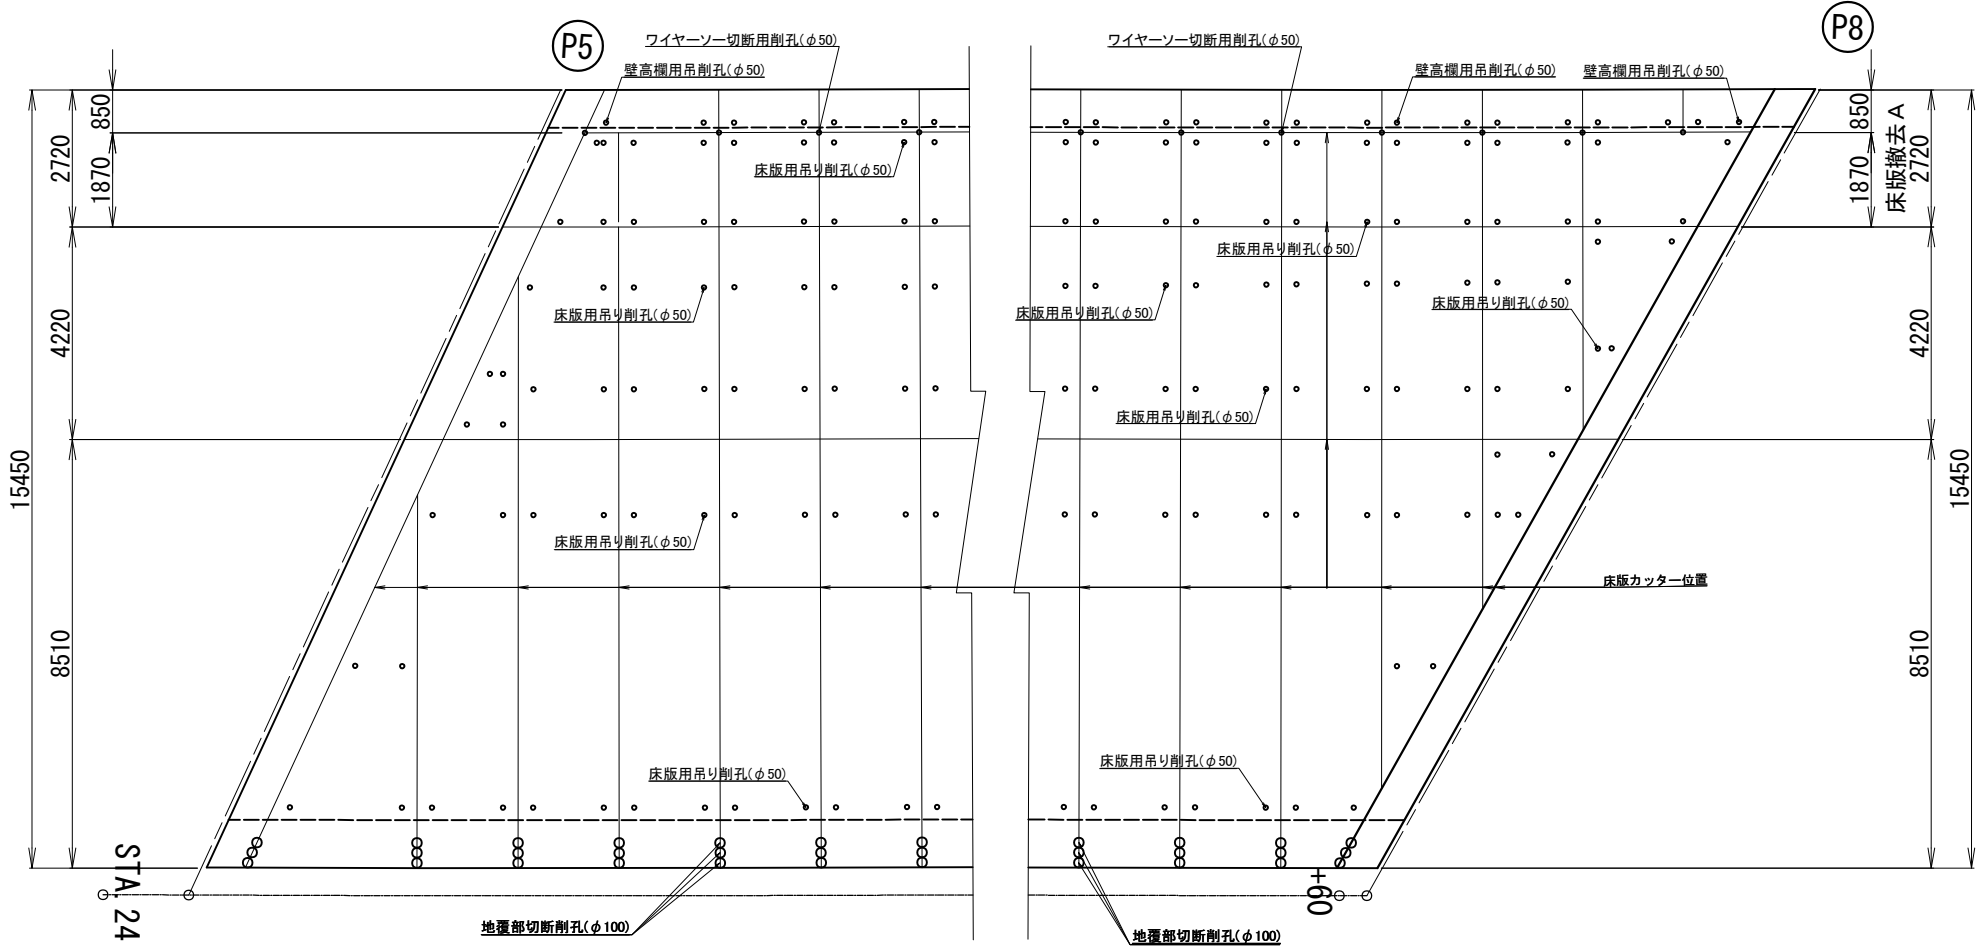 P5
P8
ワイヤーソー切断用削孔(φ50)
ワイヤーソー切断用削孔(φ50)
壁高欄用吊削孔(φ50)
壁高欄用吊削孔(φ50)
壁高欄用吊削孔(φ50)
850
2720
1870
850
床版撤去A
2720
1870
床版用吊り削孔(φ50)
床版用吊り削孔(φ50)
床版用吊り削孔(φ50)
床版用吊り削孔(φ50)
床版用吊り削孔(φ50)
4220
4220
床版用吊り削孔(φ50)
15450
15450
床版用吊り削孔(φ50)
床版カッター位置
8510
8510
床版用吊り削孔(φ50)
床版用吊り削孔(φ50)
STA. 24
+60
地覆部切断削孔(φ100)
地覆部切断削孔(φ100)